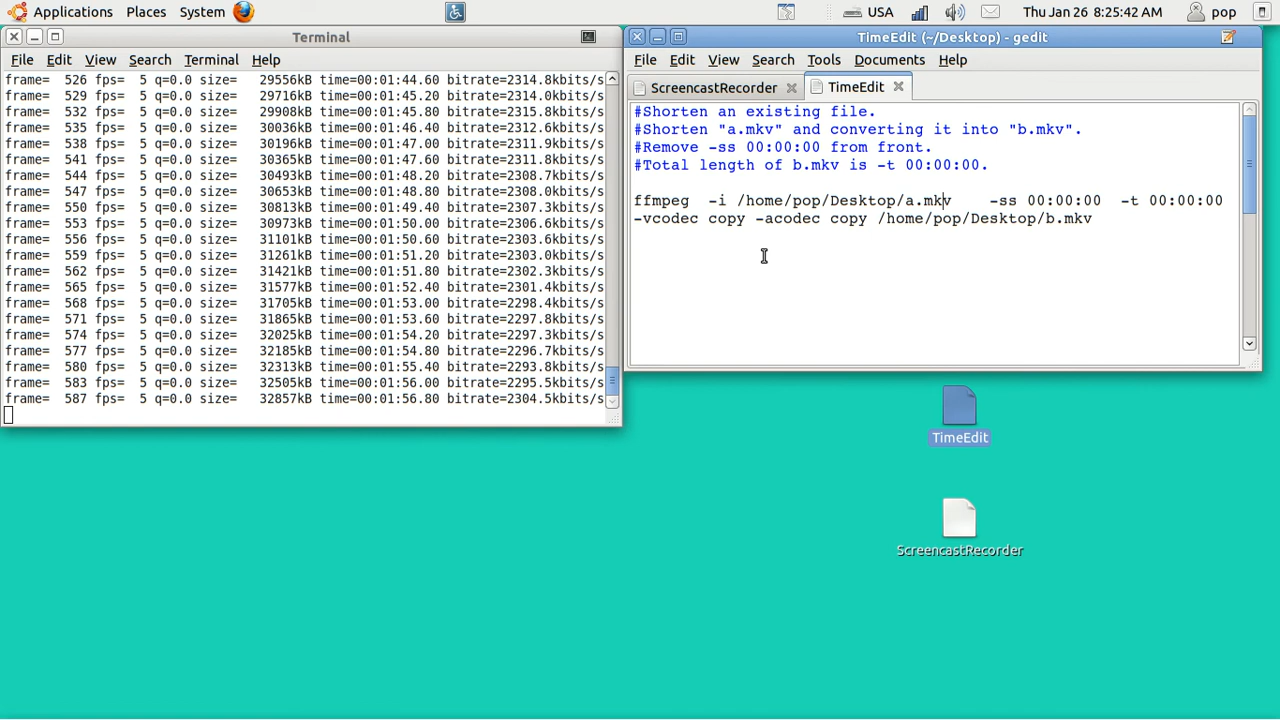 Applications Places System USA Thu Jan 26 8:25:42 AM pop
Terminal
File Edit View Search Terminal Help
frame=  526 fps=  5 q=0.0 size=   29556kB time=00:01:44.60 bitrate=2314.8kbits/s
frame=  529 fps=  5 q=0.0 size=   29716kB time=00:01:45.20 bitrate=2314.0kbits/s
frame=  532 fps=  5 q=0.0 size=   29908kB time=00:01:45.80 bitrate=2315.8kbits/s
frame=  535 fps=  5 q=0.0 size=   30036kB time=00:01:46.40 bitrate=2312.6kbits/s
frame=  538 fps=  5 q=0.0 size=   30196kB time=00:01:47.00 bitrate=2311.9kbits/s
frame=  541 fps=  5 q=0.0 size=   30365kB time=00:01:47.60 bitrate=2311.8kbits/s
frame=  544 fps=  5 q=0.0 size=   30493kB time=00:01:48.20 bitrate=2308.7kbits/s
frame=  547 fps=  5 q=0.0 size=   30653kB time=00:01:48.80 bitrate=2308.0kbits/s
frame=  550 fps=  5 q=0.0 size=   30813kB time=00:01:49.40 bitrate=2307.3kbits/s
frame=  553 fps=  5 q=0.0 size=   30973kB time=00:01:50.00 bitrate=2306.6kbits/s
frame=  556 fps=  5 q=0.0 size=   31101kB time=00:01:50.60 bitrate=2303.6kbits/s
frame=  559 fps=  5 q=0.0 size=   31261kB time=00:01:51.20 bitrate=2303.0kbits/s
frame=  562 fps=  5 q=0.0 size=   31421kB time=00:01:51.80 bitrate=2302.3kbits/s
frame=  565 fps=  5 q=0.0 size=   31577kB time=00:01:52.40 bitrate=2301.4kbits/s
frame=  568 fps=  5 q=0.0 size=   31705kB time=00:01:53.00 bitrate=2298.4kbits/s
frame=  571 fps=  5 q=0.0 size=   31865kB time=00:01:53.60 bitrate=2297.8kbits/s
frame=  574 fps=  5 q=0.0 size=   32025kB time=00:01:54.20 bitrate=2297.3kbits/s
frame=  577 fps=  5 q=0.0 size=   32185kB time=00:01:54.80 bitrate=2296.7kbits/s
frame=  580 fps=  5 q=0.0 size=   32313kB time=00:01:55.40 bitrate=2293.8kbits/s
frame=  583 fps=  5 q=0.0 size=   32505kB time=00:01:56.00 bitrate=2295.5kbits/s
frame=  587 fps=  5 q=0.0 size=   32857kB time=00:01:56.80 bitrate=2304.5kbits/s
TimeEdit (~/Desktop) - gedit
File Edit View Search Tools Documents Help
ScreencastRecorder TimeEdit
#Shorten an existing file.
#Shorten "a.mkv" and converting it into "b.mkv".
#Remove -ss 00:00:00 from front.
#Total length of b.mkv is -t 00:00:00.
ffmpeg  -i /home/pop/Desktop/a.mkv    -ss 00:00:00  -t 00:00:00
-vcodec copy -acodec copy /home/pop/Desktop/b.mkv
TimeEdit
ScreencastRecorder